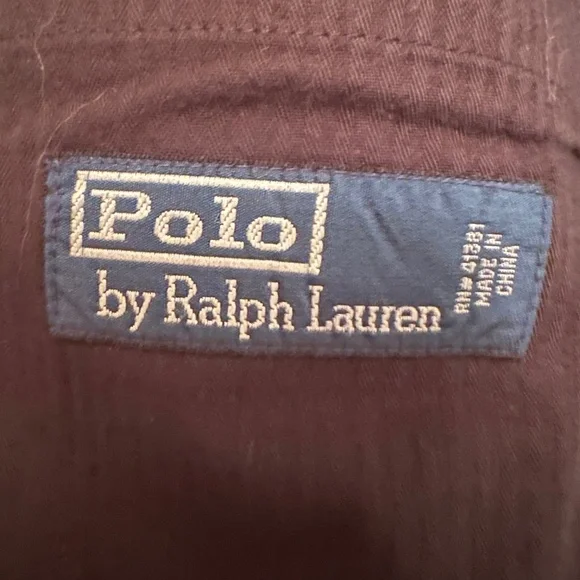 Polo
by Ralph Lauren
RN# 41381
MADE IN
CHINA